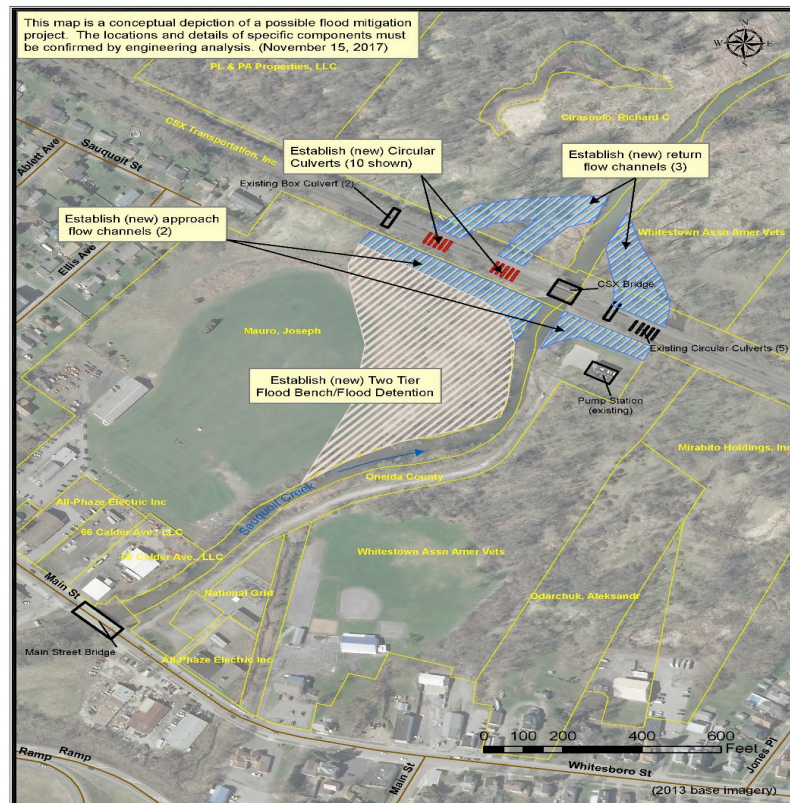 This map is a conceptual depiction of a possible flood mitigation
project. The locations and details of specific components must
be confirmed by engineering analysis. (November 15, 2017)
N
W E
S
PL & PA Properties, LLC
CSX Transportation, Inc
Cirasuolo, Richard C
Ablett Ave
Sauquoit St
Establish (new) Circular
Culverts (10 shown)
Establish (new) return
flow channels (3)
Existing Box Culvert (2)
Establish (new) approach
flow channels (2)
Ellis Ave
Whitestown Assn Amer Vets
CSX Bridge
Mauro, Joseph
Existing Circular Culverts (5)
Establish (new) Two Tier
Flood Bench/Flood Detention
Pump Station
(existing)
Mirabito Holdings, Inc
Oneida County
Sauquoit Creek
All-Phaze Electric Inc
66 Calder Ave., LLC
Calder Ave., LLC
Whitestown Assn Amer Vets
National Grid
Odarchuk, Aleksandr
Main St
Main Street Bridge
All-Phaze Electric Inc
0 100 200 400 600
Feet
Ramp
Ramp
Main St
Whitesboro St
Jones Pl
(2013 base imagery)